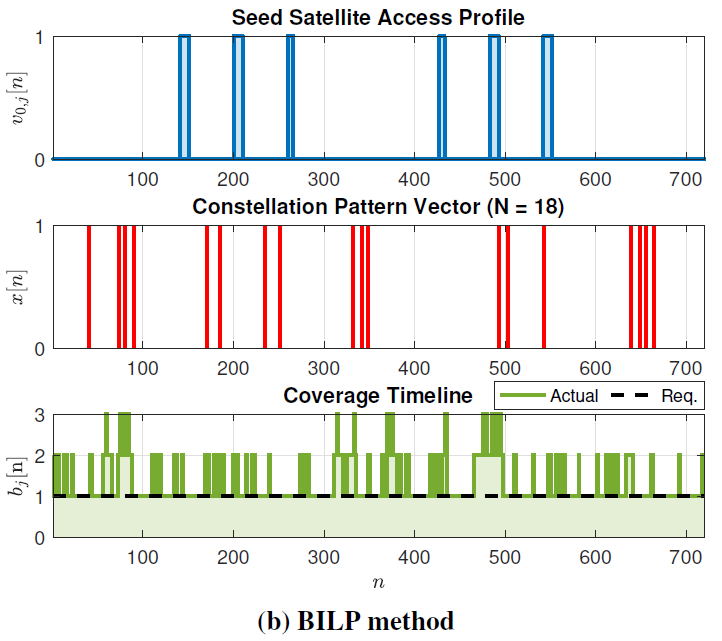 Seed Satellite Access Profile
1
0
v0,j[n]
100 200 300 400 500 600 700
Constellation Pattern Vector (N = 18)
1
0
x[n]
100 200 300 400 500 600 700
Coverage Timeline
Actual Req.
3
2
1
0
bj[n]
100 200 300 400 500 600 700
n
(b) BILP method